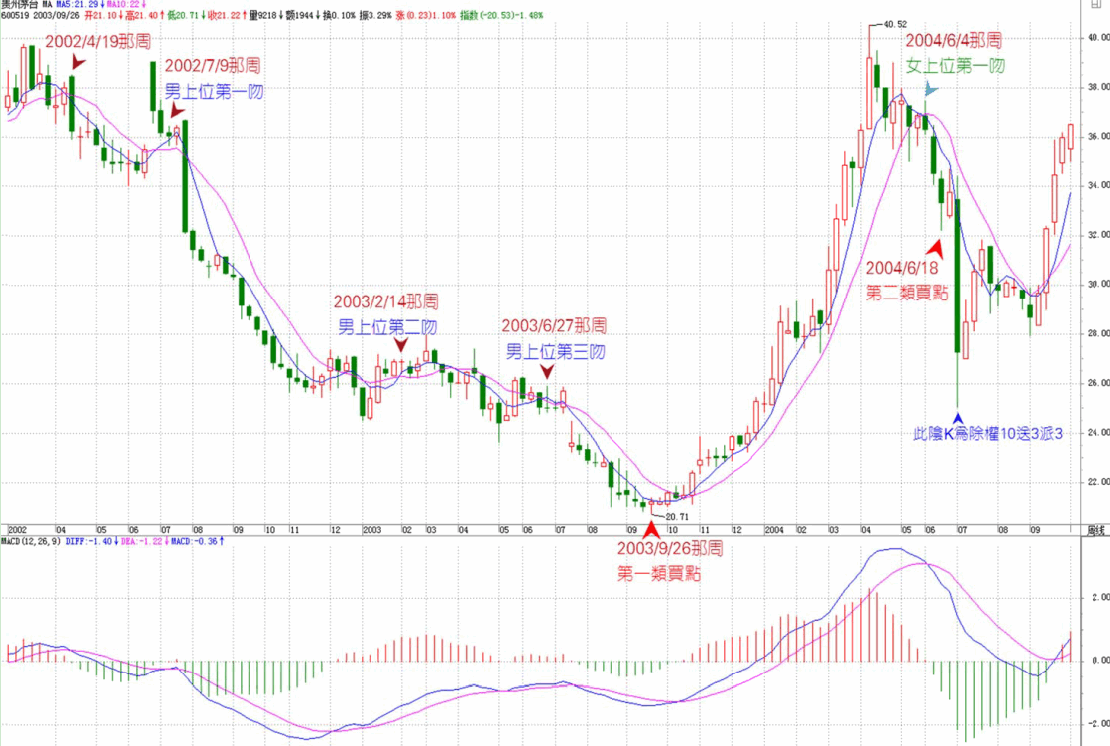 贵州茅台 MA MA5:21.29↓MA10:22↓
600519 2003/09/26 开21.10↓高21.40↑低20.71↓收21.22↑量9218↓额1944↓换0.10% 振3.29% 涨(0.23)1.10% 指数(-20.53)-1.48%
40.52
2002/4/19那周
2004/6/4那周
女上位第一吻
2002/7/9那周
男上位第一吻
2004/6/18
第二類買點
2003/2/14那周
男上位第二吻
2003/6/27那周
男上位第三吻
此陰K為除權10送3派3
20.71
40.00
38.00
36.00
34.00
32.00
30.00
28.00
26.00
24.00
22.00
2002 04 05 06 07 08 09 10 11 12 2003 02 03 05 06 07 08 09 10 11 12 2004 02 03 04 05 06 07 08 09 周线
2003/9/26那周
第一類買點
MACD(12,26,9) DIFF:-1.40↓DEA:-1.22↓MACD:-0.36↑
2.00
0.00
-2.00